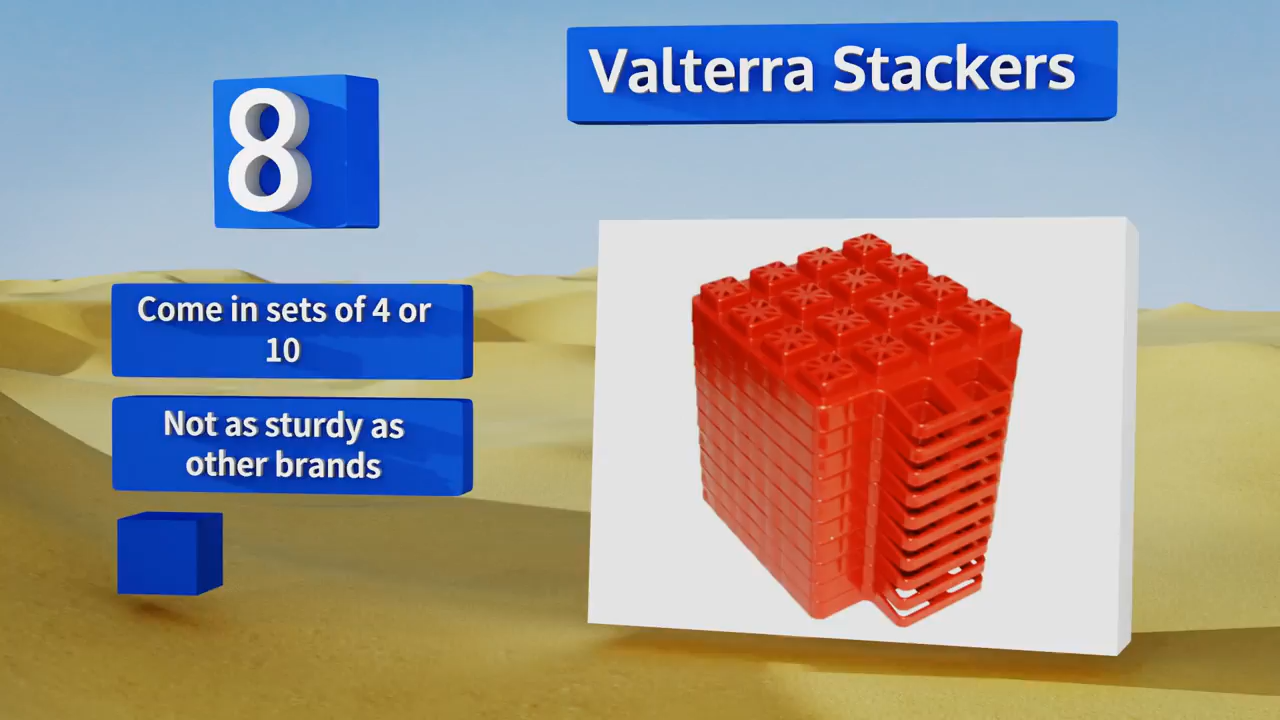 8
Valterra Stackers
Come in sets of 4 or
10
Not as sturdy as
other brands